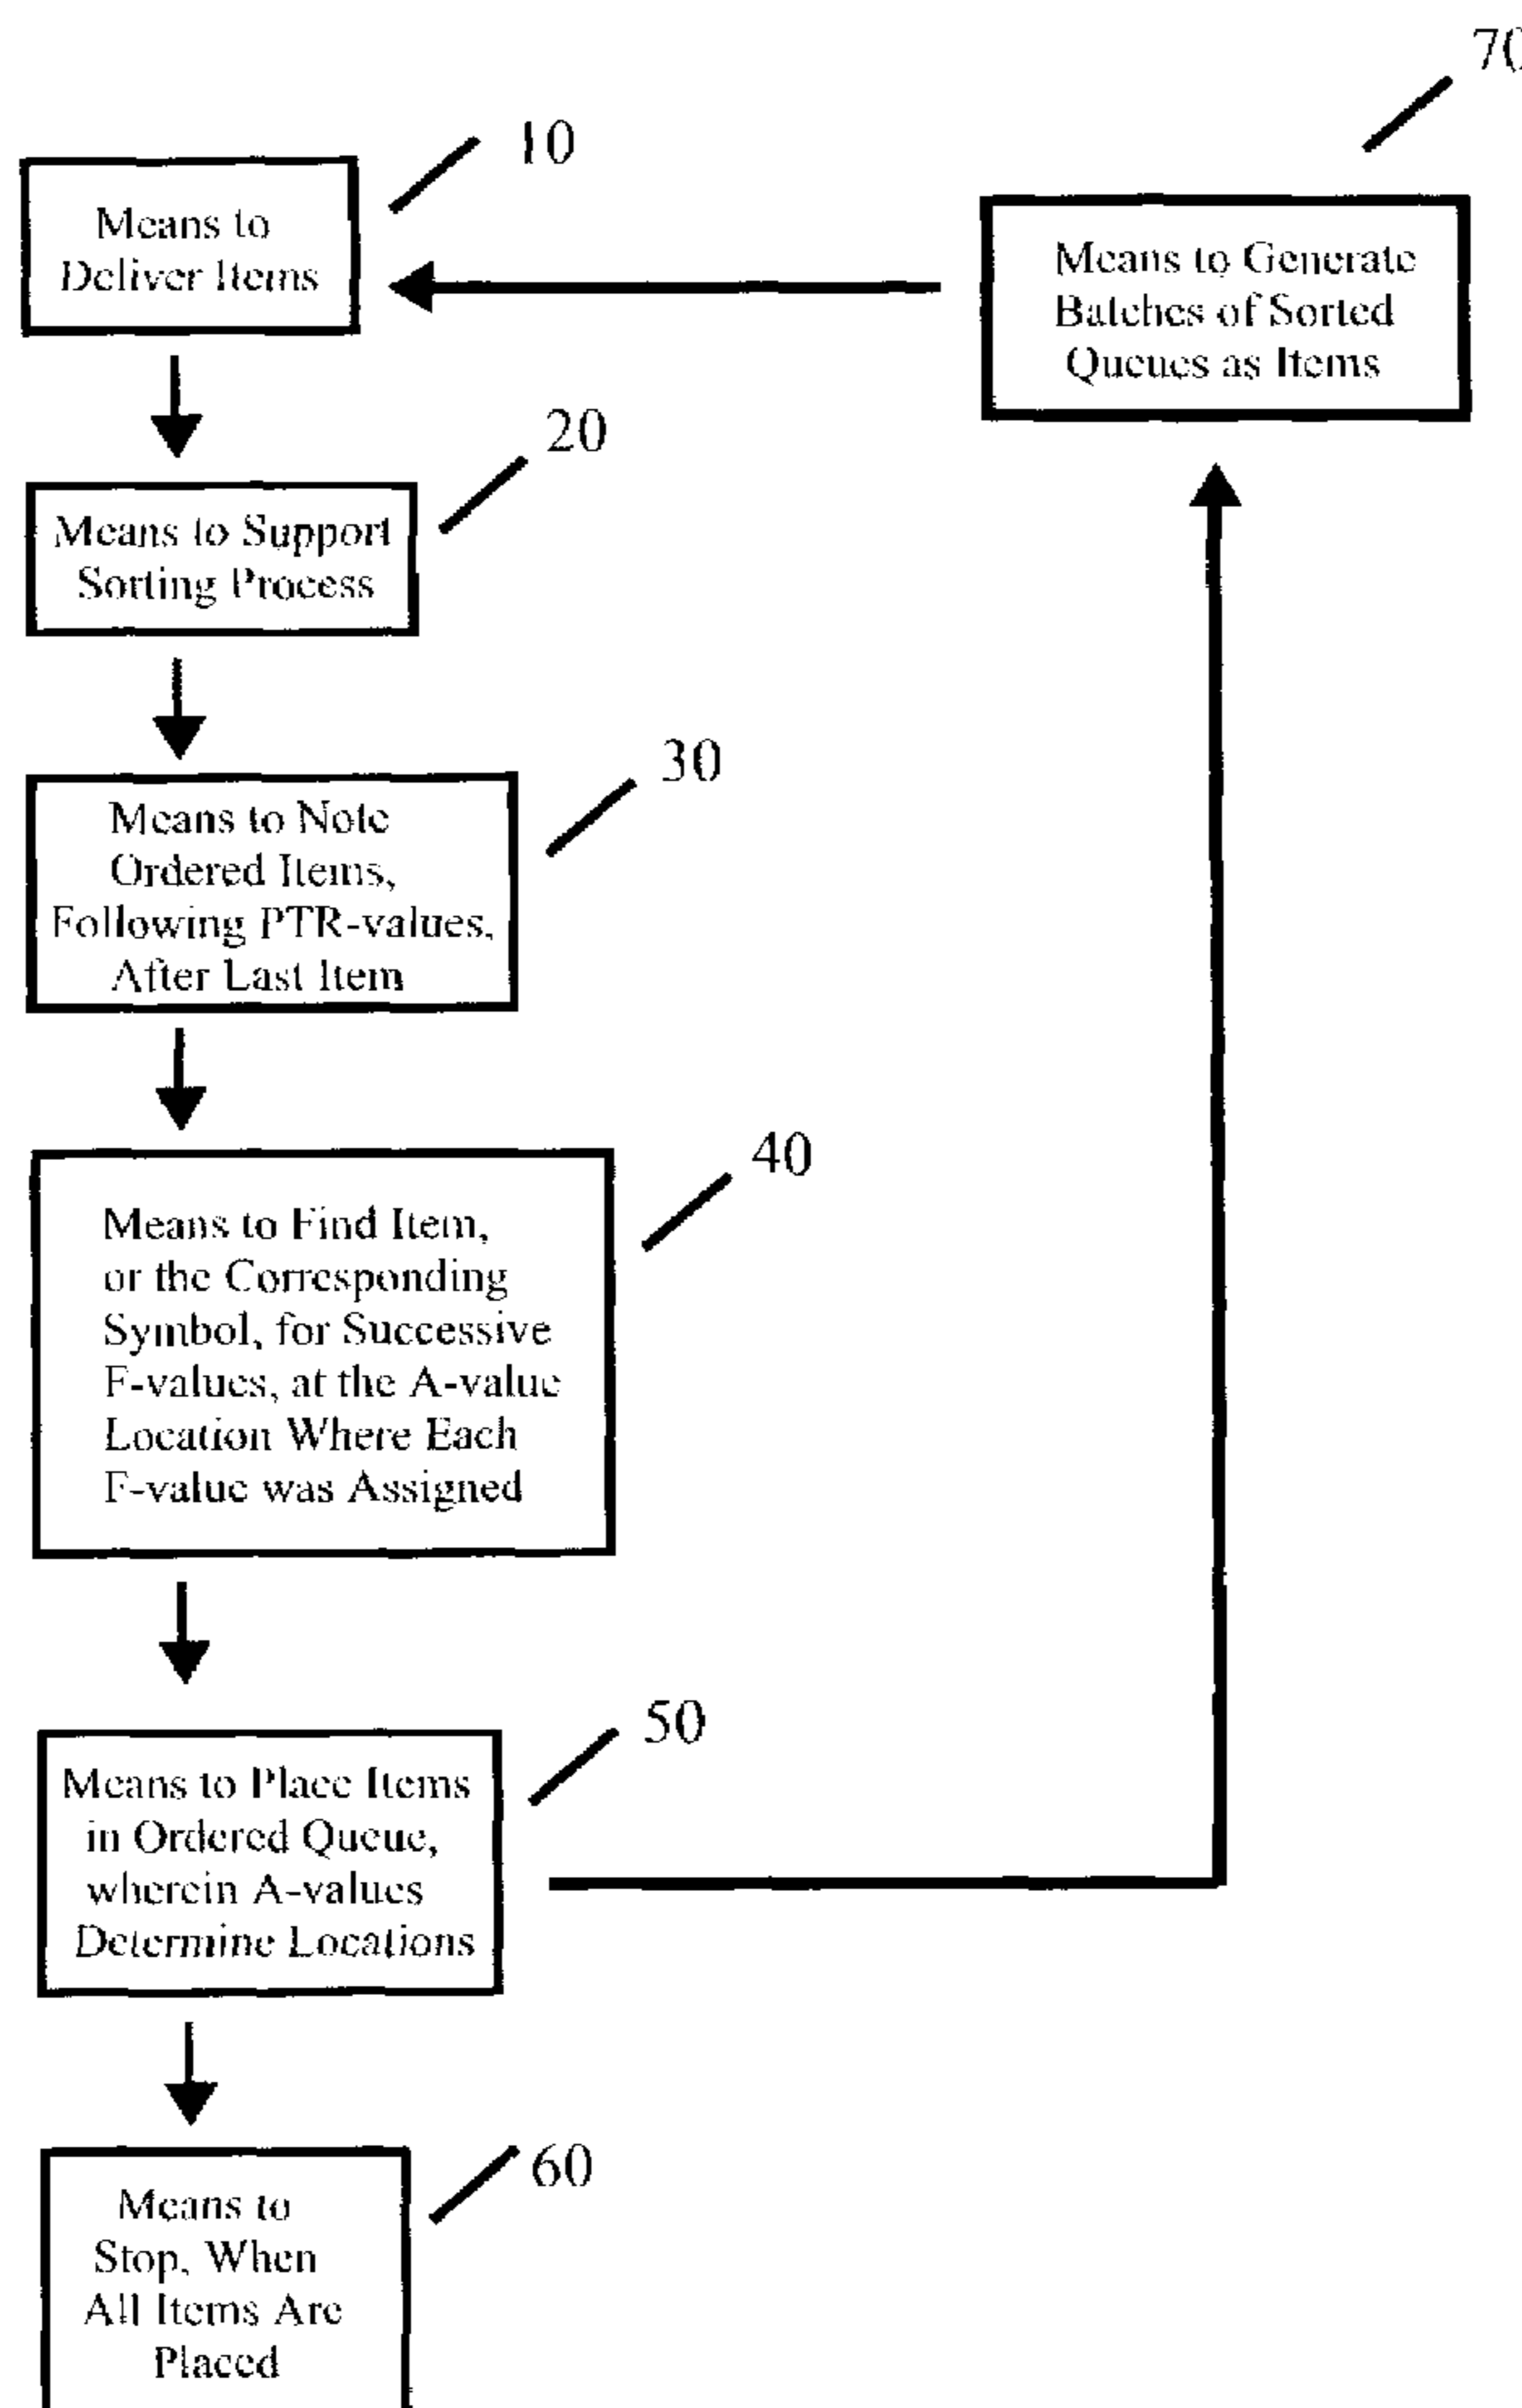 10
Means to
Deliver Items
20
Means to Support
Sorting Process
30
Means to Note
Ordered Items,
Following PTR-values,
After Last Item
40
Means to Find Item,
or the Corresponding
Symbol, for Successive
F-values, at the A-value
Location Where Each
F-value was Assigned
50
Means to Place Items
in Ordered Queue,
wherein A-values
Determine Locations
60
Means to
Stop, When
All Items Are
Placed
70
Means to Generate
Batches of Sorted
Queues as Items